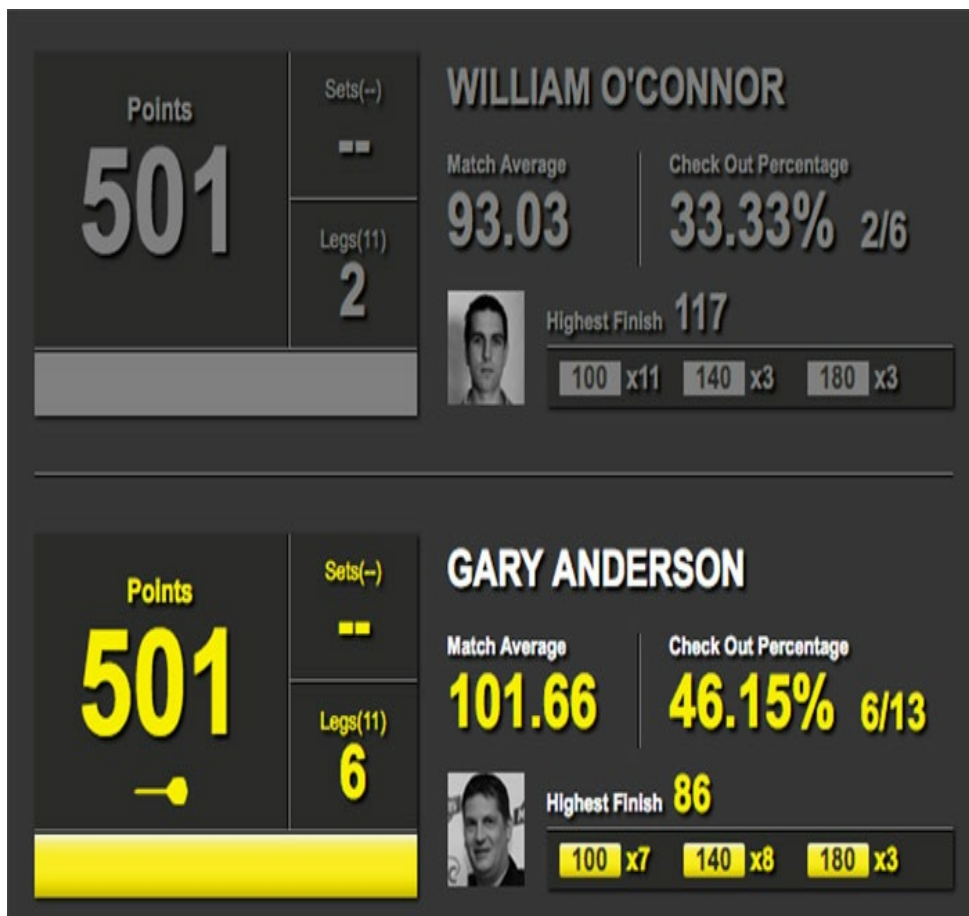 Points
501
Sets(--)
--
Legs(11)
2
WILLIAM O'CONNOR
Match Average
93.03
Check Out Percentage
33.33% 2/6
Highest Finish 117
100 x11 140 x3 180 x3
Points
501
Sets(--)
--
Legs(11)
6
GARY ANDERSON
Match Average
101.66
Check Out Percentage
46.15% 6/13
Highest Finish 86
100 x7 140 x8 180 x3